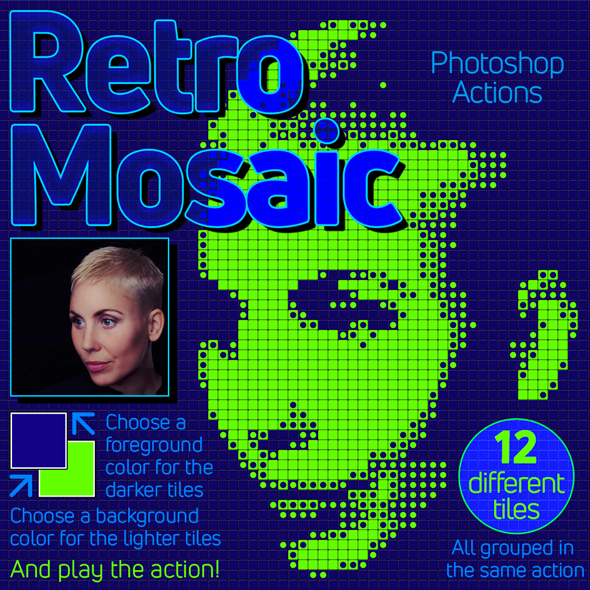 Retro
Mosaic
Photoshop
Actions
Choose a
foreground
color for the
darker tiles
Choose a background
color for the lighter tiles
And play the action!
12
different
tiles
All grouped in
the same action